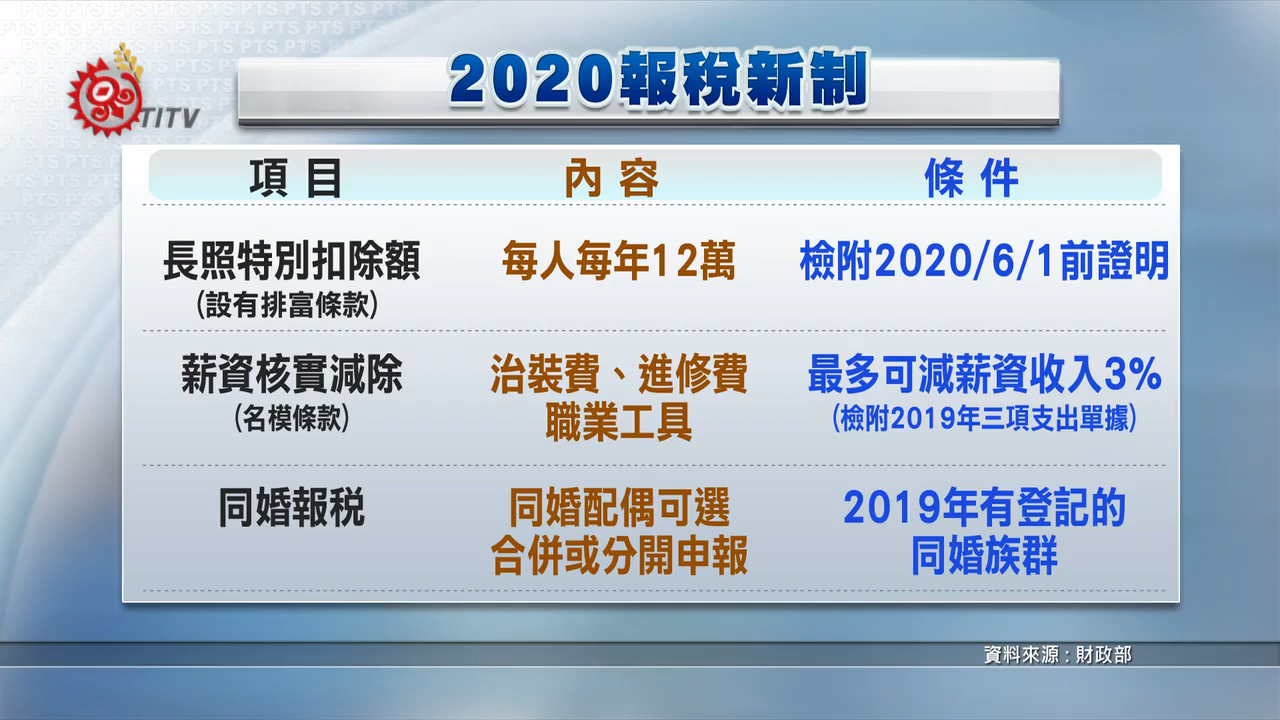 2020報稅新制
TITV
項目 內容 條件
長照特別扣除額 每人每年12萬 檢附2020/6/1前證明
(設有排富條款)
薪資核實減除 治裝費、進修費 最多可減薪資收入3%
(名模條款) 職業工具 (檢附2019年三項支出單據)
同婚報稅 同婚配偶可選 2019年有登記的
合併或分開申報 同婚族群
資料來源:財政部